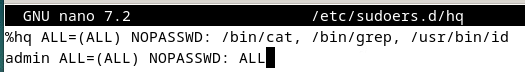 GNU nano 7.2 /etc/sudoers.d/hq
%hq ALL=(ALL) NOPASSWD: /bin/cat, /bin/grep, /usr/bin/id
admin ALL=(ALL) NOPASSWD: ALL